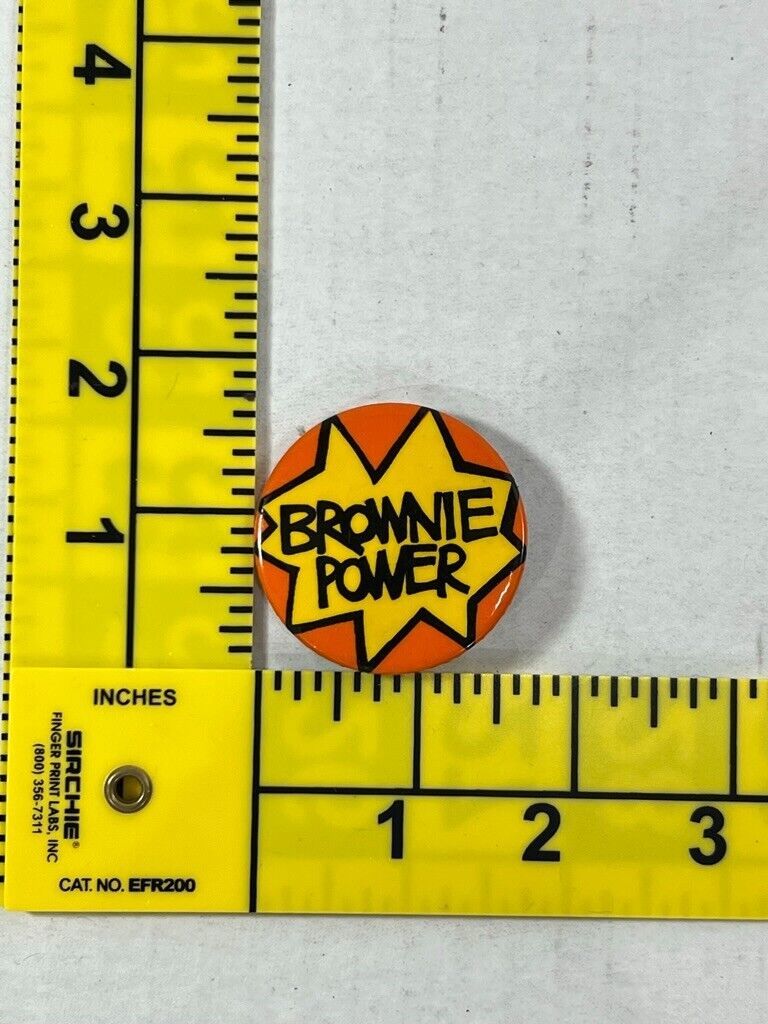 4
3
2
1
BROWNIE
POWER
INCHES
SIRCHIE®
FINGER PRINT LABS, INC
(800) 356-7311
CAT. NO. EFR200
1 2 3